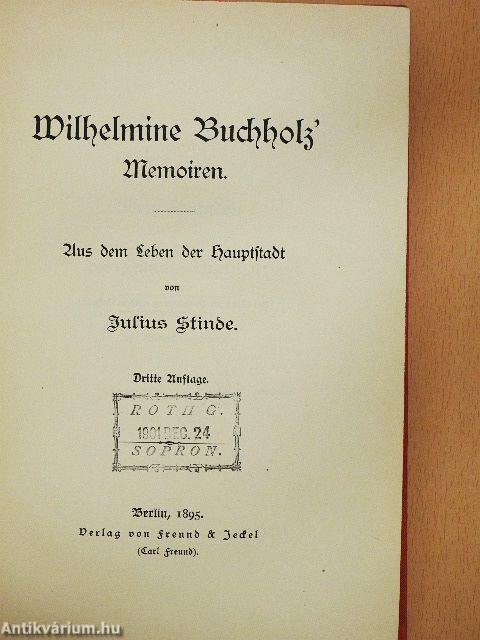 Wilhelmine Buchholz'
Memoiren.
Aus dem Leben der Hauptstadt
von
Julius Stinde.
Dritte Auflage.
ROTH G.
1901 DEC. 24
SOPRON.
Berlin, 1895.
Verlag von Freund & Jeckel
(Carl Freund).
Antikvárium.hu